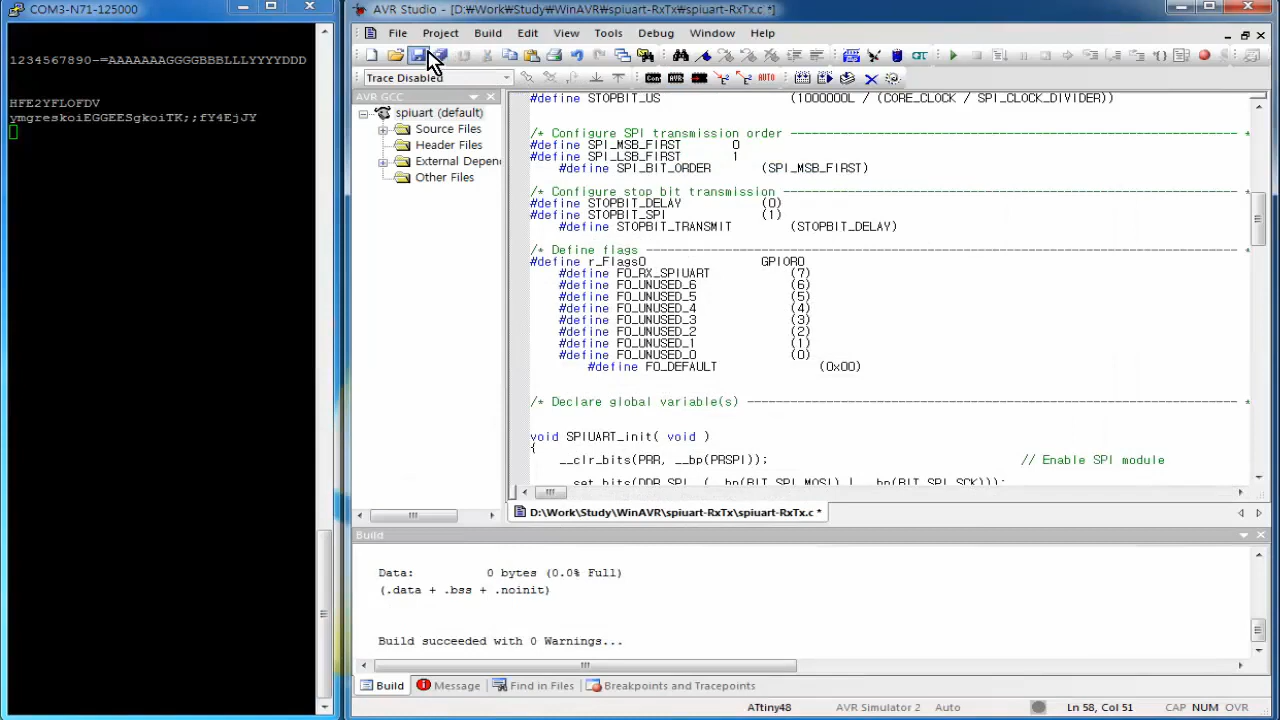 COM3-N71-125000
1234567890-=AAAAAAAGGGGBBBLLLYYYYDDD
HFE2YFLOFDV
ymgreskoiEGGEESgkoiTK;;fY4EjJY
AVR Studio - [D:₩Work₩Study₩WinAVR₩spiuart-RxTx₩spiuart-RxTx.c *]
File Project Build Edit View Tools Debug Window Help
Trace Disabled
AVR GCC
spiuart (default)
Source Files
Header Files
External Depen
Other Files
#define STOPBIT_US (1000000L / (CORE_CLOCK / SPI_CLOCK_DIVIDER))
/* Configure SPI transmission order
#define SPI_MSB_FIRST 0
#define SPI_LSB_FIRST 1
#define SPI_BIT_ORDER (SPI_MSB_FIRST)
/* Configure stop bit transmission
#define STOPBIT_DELAY (0)
#define STOPBIT_SPI (1)
#define STOPBIT_TRANSMIT (STOPBIT_DELAY)
/* Define flags
#define r_Flags0 GPIOR0
#define F0_RX_SPIUART (7)
#define F0_UNUSED_6 (6)
#define F0_UNUSED_5 (5)
#define F0_UNUSED_4 (4)
#define F0_UNUSED_3 (3)
#define F0_UNUSED_2 (2)
#define F0_UNUSED_1 (1)
#define F0_UNUSED_0 (0)
#define F0_DEFAULT (0x00)
/* Declare global variable(s)
void SPIUART_init( void )
{
__clr_bits(PRR, __bp(PRSPI)); // Enable SPI module
__set_bits(DDR_SPI, (__bp(BIT_SPI_MOSI) | __bp(BIT_SPI_SCK)));
D:\Work\Study\WinAVR\spiuart-RxTx\spiuart-RxTx.c *
Build
Data: 0 bytes (0.0% Full)
(.data + .bss + .noinit)
Build succeeded with 0 Warnings...
Build Message Find in Files Breakpoints and Tracepoints
ATtiny48 AVR Simulator 2 Auto Ln 58, Col 51 CAP NUM OVR